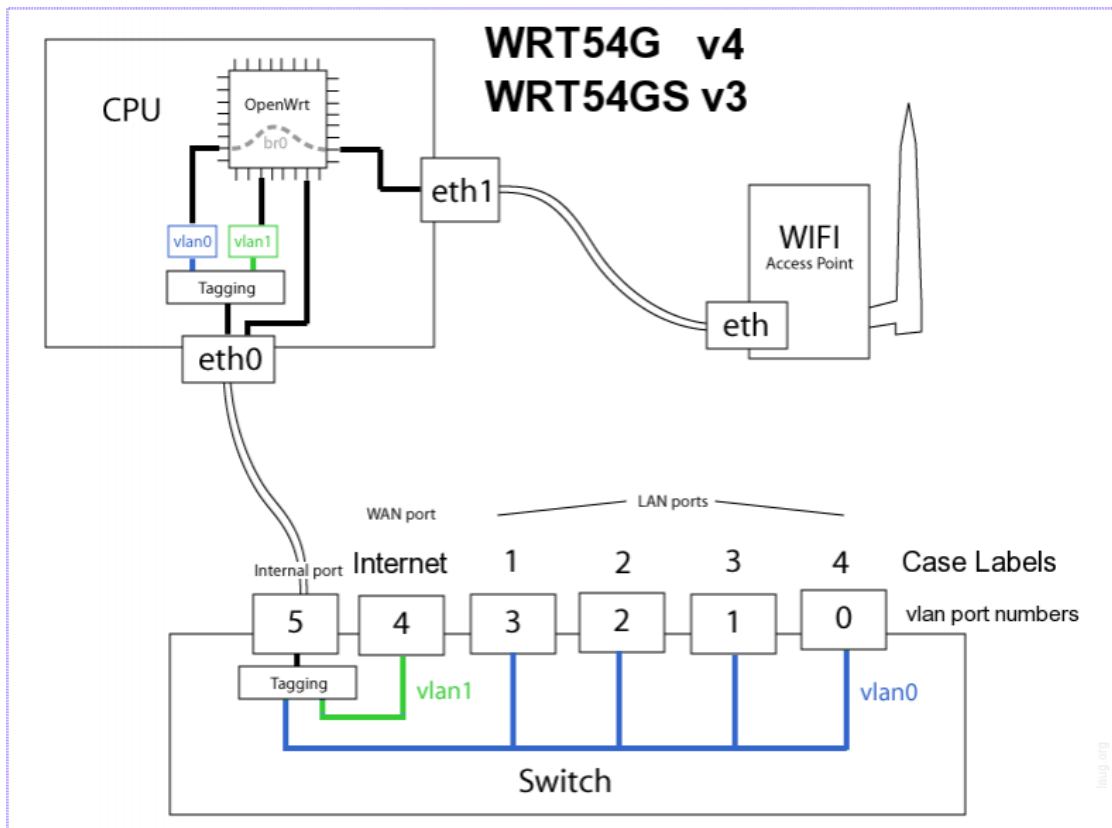 WRT54G v4
WRT54GS v3
CPU
OpenWrt
br0
eth1
vlan0 vlan1
Tagging
eth0
WIFI
Access Point
eth
WAN port
LAN ports
Internal port
Internet 1 2 3 4 Case Labels
5 4 3 2 1 0 vlan port numbers
Tagging
vlan1
vlan0
Switch